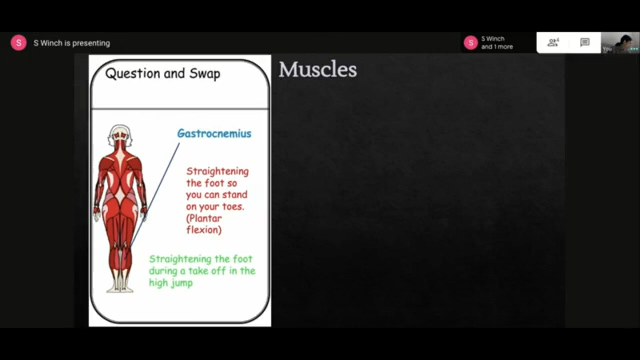 S
S Winch is presenting
S
S Winch
and 1 more
You
Question and Swap
Muscles
Gastrocnemius
Straightening
the foot so
you can stand
on your toes.
(Plantar
flexion)
Straightening the foot
during a take off in the
high jump